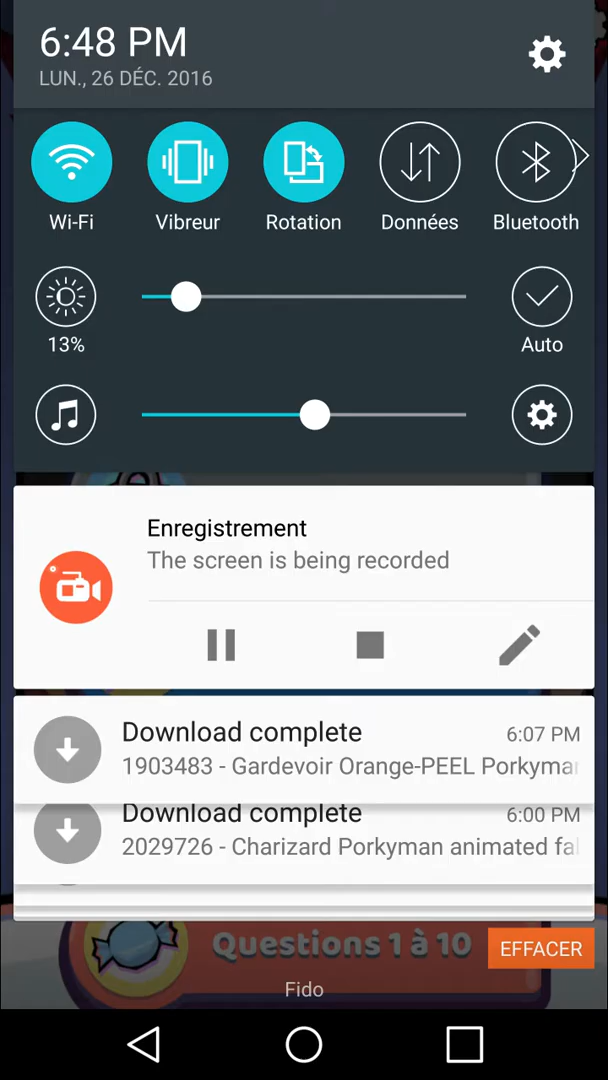 6:48 PM
LUN., 26 DÉC. 2016
Wi-Fi
Vibreur
Rotation
Données
Bluetooth
13%
Auto
Enregistrement
The screen is being recorded
Download complete
6:07 PM
1903483 - Gardevoir Orange-PEEL Porkyman
Download complete
6:00 PM
2029726 - Charizard Porkyman animated fal
Questions 1 à 10
EFFACER
Fido